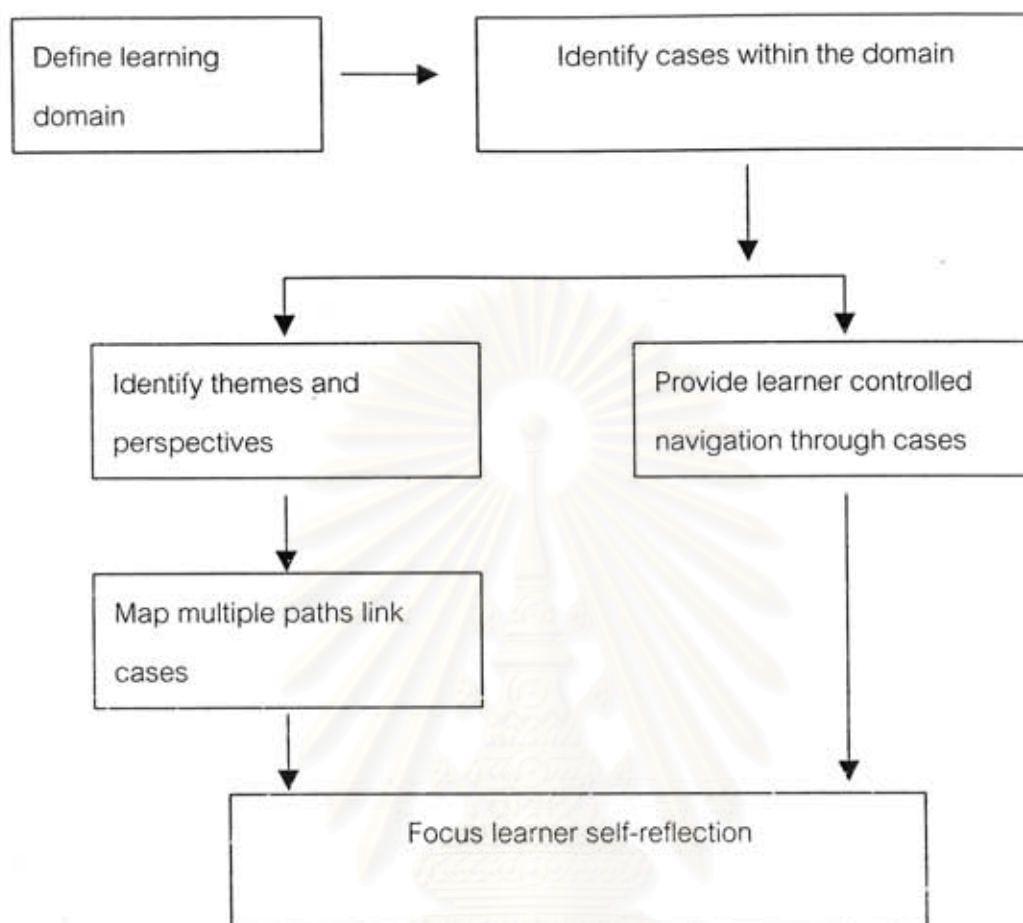 Define learning
domain
Identify cases within the domain
Identify themes and
perspectives
Provide learner controlled
navigation through cases
Map multiple paths link
cases
Focus learner self-reflection